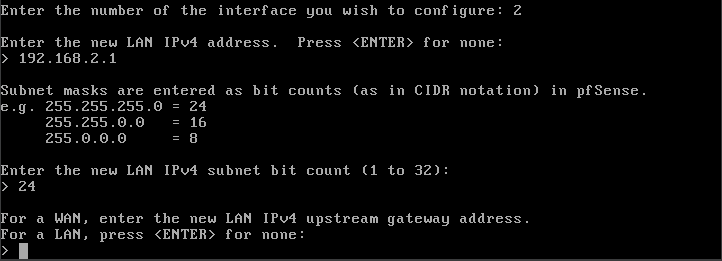 Enter the number of the interface you wish to configure: 2
Enter the new LAN IPv4 address.  Press <ENTER> for none:
> 192.168.2.1
Subnet masks are entered as bit counts (as in CIDR notation) in pfSense.
e.g. 255.255.255.0 = 24
     255.255.0.0   = 16
     255.0.0.0     = 8
Enter the new LAN IPv4 subnet bit count (1 to 32):
> 24
For a WAN, enter the new LAN IPv4 upstream gateway address.
For a LAN, press <ENTER> for none:
>